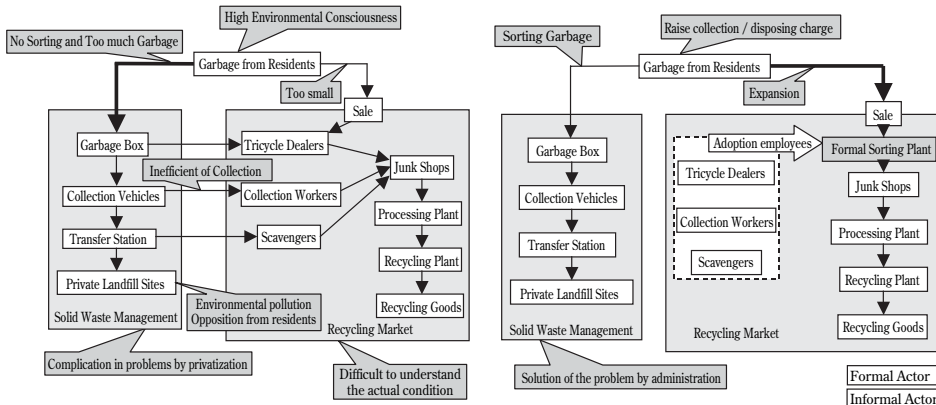 High Environmental Consciousness
No Sorting and Too much Garbage
Garbage from Residents
Too small
Sale
Garbage Box
Tricycle Dealers
Inefficient of Collection
Junk Shops
Collection Vehicles
Collection Workers
Processing Plant
Transfer Station
Scavengers
Recycling Plant
Private Landfill Sites
Environmental pollution
Opposition from residents
Recycling Goods
Solid Waste Management
Recycling Market
Complication in problems by privatization
Difficult to understand
the actual condition
Sorting Garbage
Raise collection / disposing charge
Garbage from Residents
Expansion
Sale
Garbage Box
Adoption employees
Formal Sorting Plant
Tricycle Dealers
Junk Shops
Collection Vehicles
Collection Workers
Processing Plant
Transfer Station
Scavengers
Recycling Plant
Private Landfill Sites
Recycling Goods
Solid Waste Management
Recycling Market
Solution of the problem by administration
Formal Actor
Informal Actor